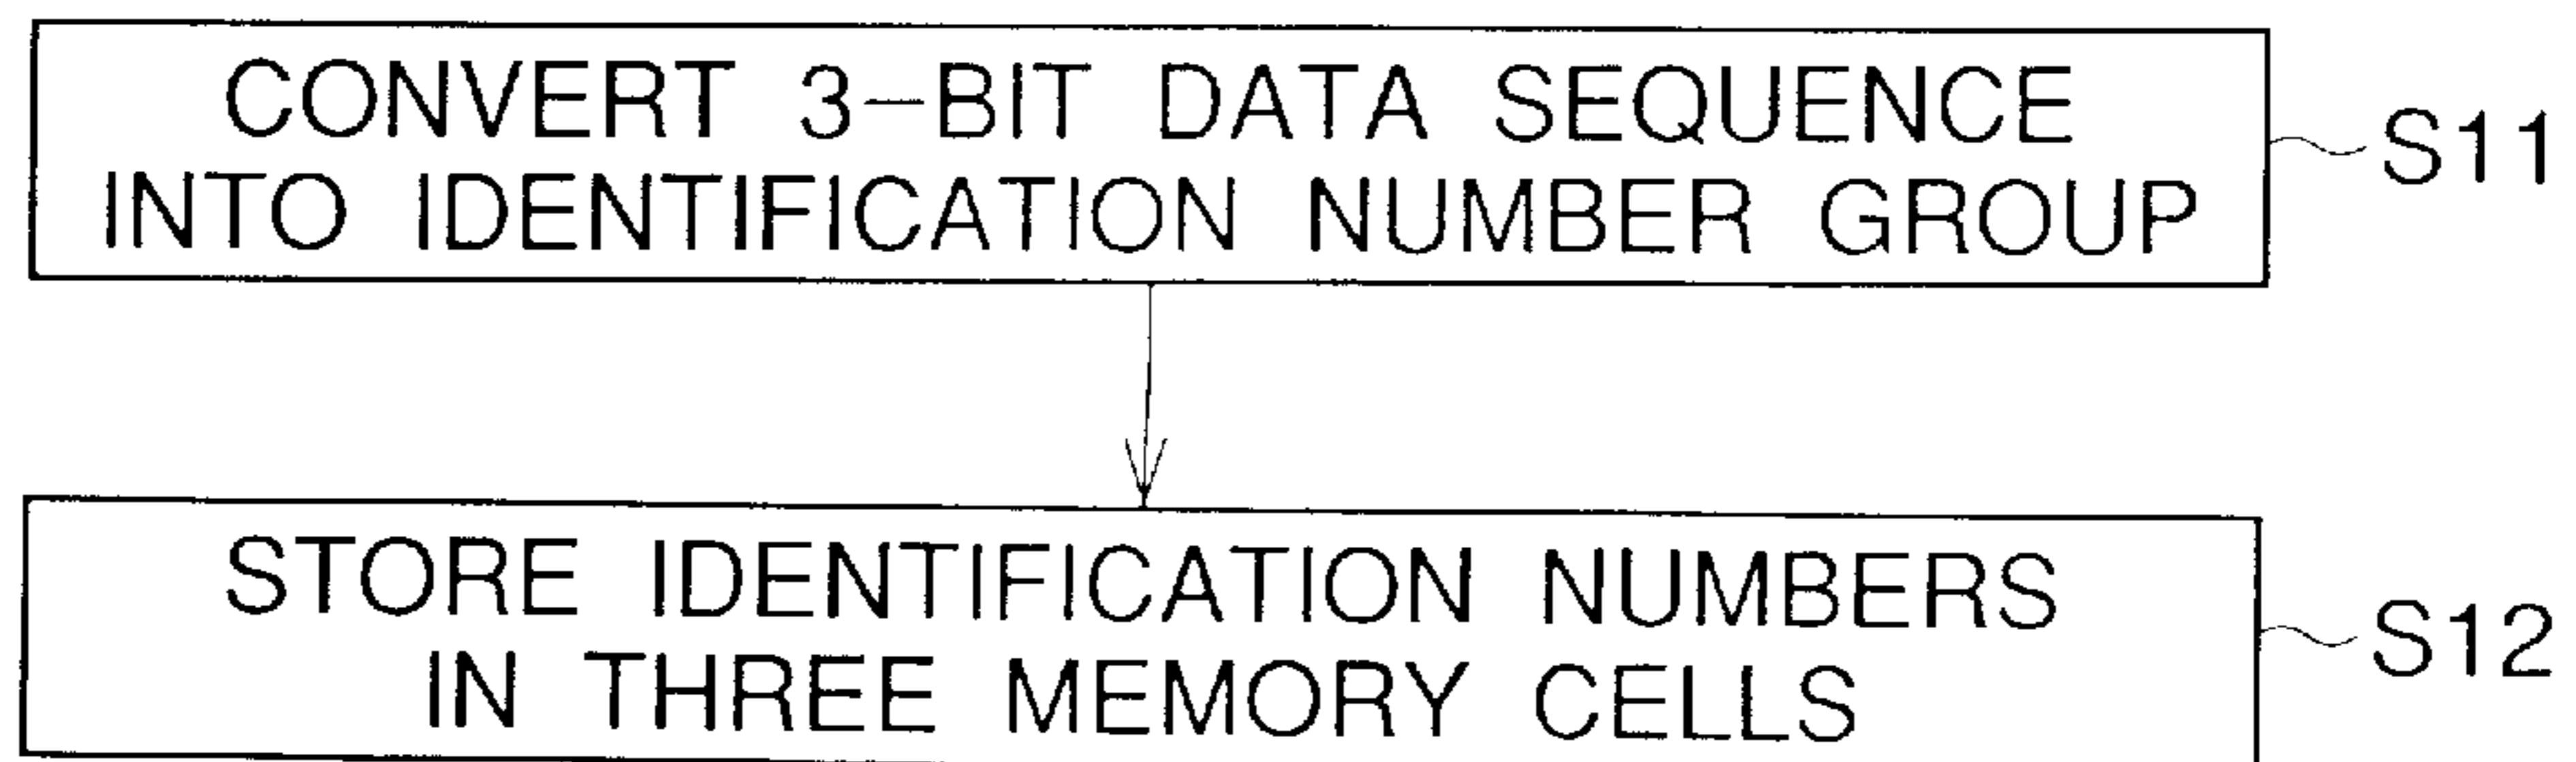 CONVERT 3-BIT DATA SEQUENCE
INTO IDENTIFICATION NUMBER GROUP
S11
STORE IDENTIFICATION NUMBERS
IN THREE MEMORY CELLS
S12